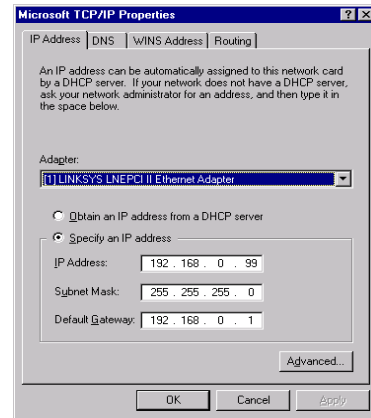 Microsoft TCP/IP Properties
IP Address DNS WINS Address Routing
An IP address can be automatically assigned to this network card
by a DHCP server. If your network does not have a DHCP server,
ask your network administrator for an address, and then type it in
the space below.
Adapter:
[1] LINKSYS LNEPCI II Ethernet Adapter
Obtain an IP address from a DHCP server
Specify an IP address
IP Address: 192 . 168 . 0 . 99
Subnet Mask: 255 . 255 . 255 . 0
Default Gateway: 192 . 168 . 0 . 1
Advanced...
OK Cancel Apply